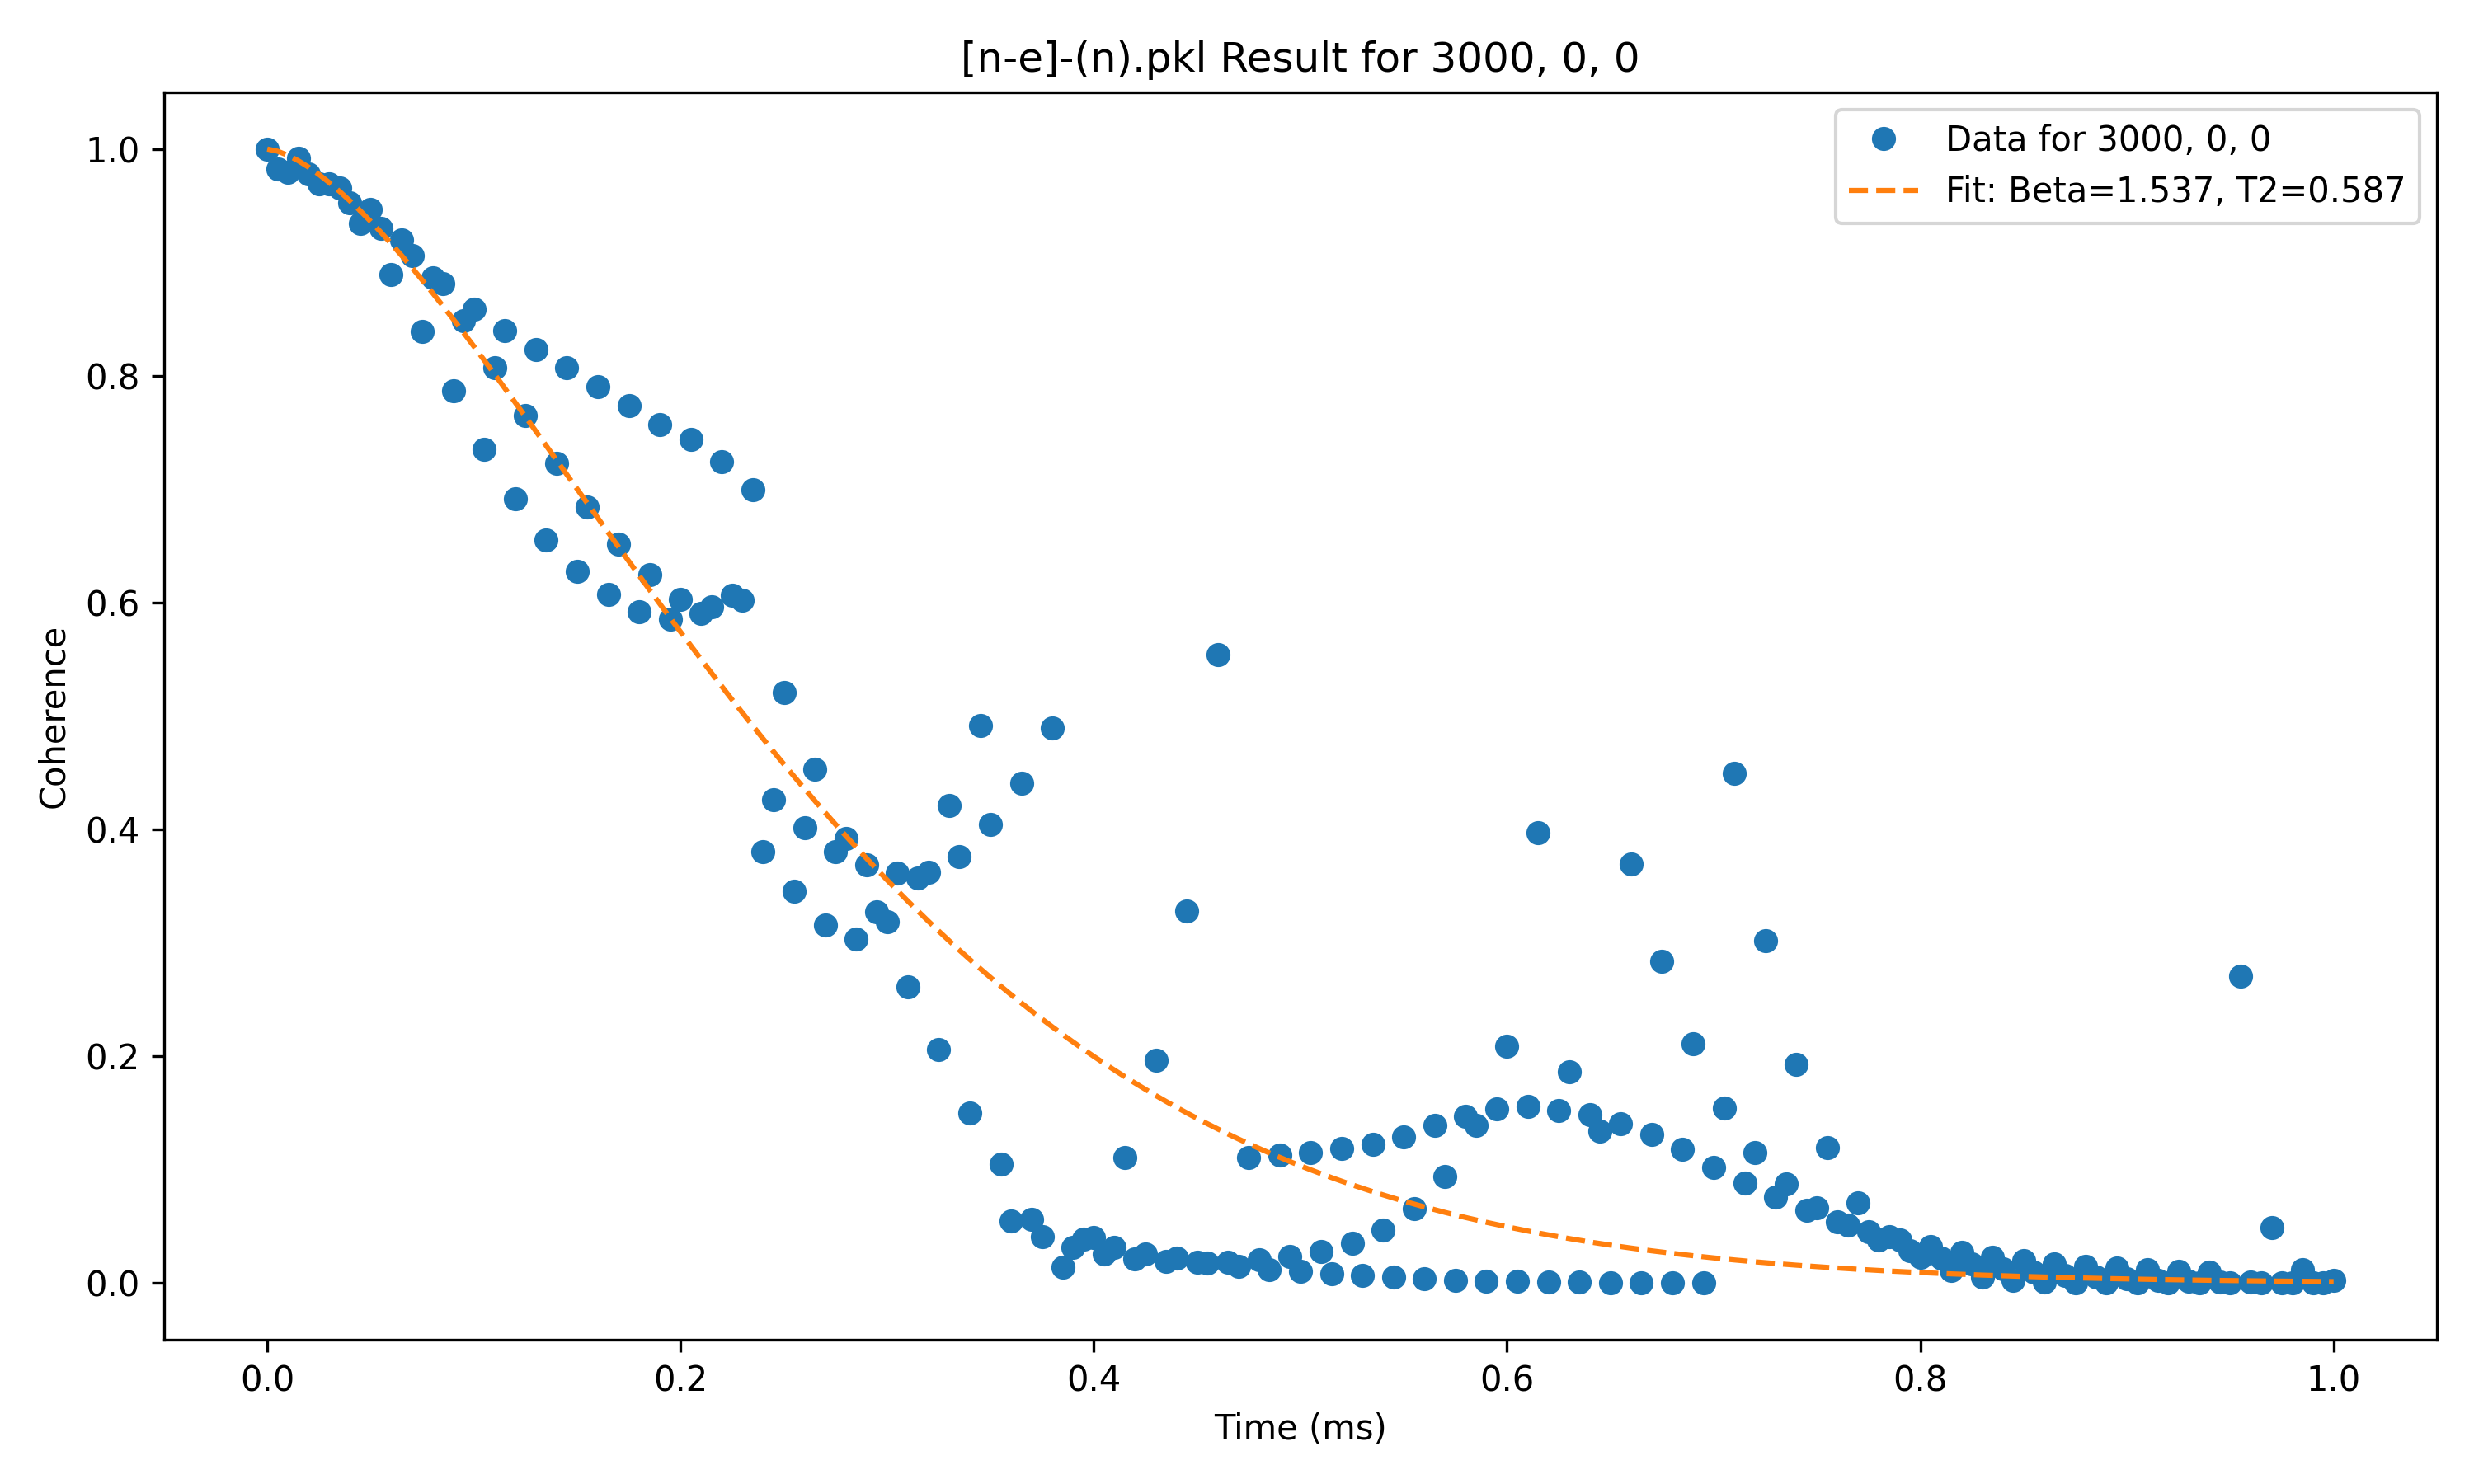 [n-e]-(n).pkl Result for 3000, 0, 0
Data for 3000, 0, 0
Fit: Beta=1.537, T2=0.587
Coherence
1.0
0.8
0.6
0.4
0.2
0.0
0.0 0.2 0.4 0.6 0.8 1.0
Time (ms)